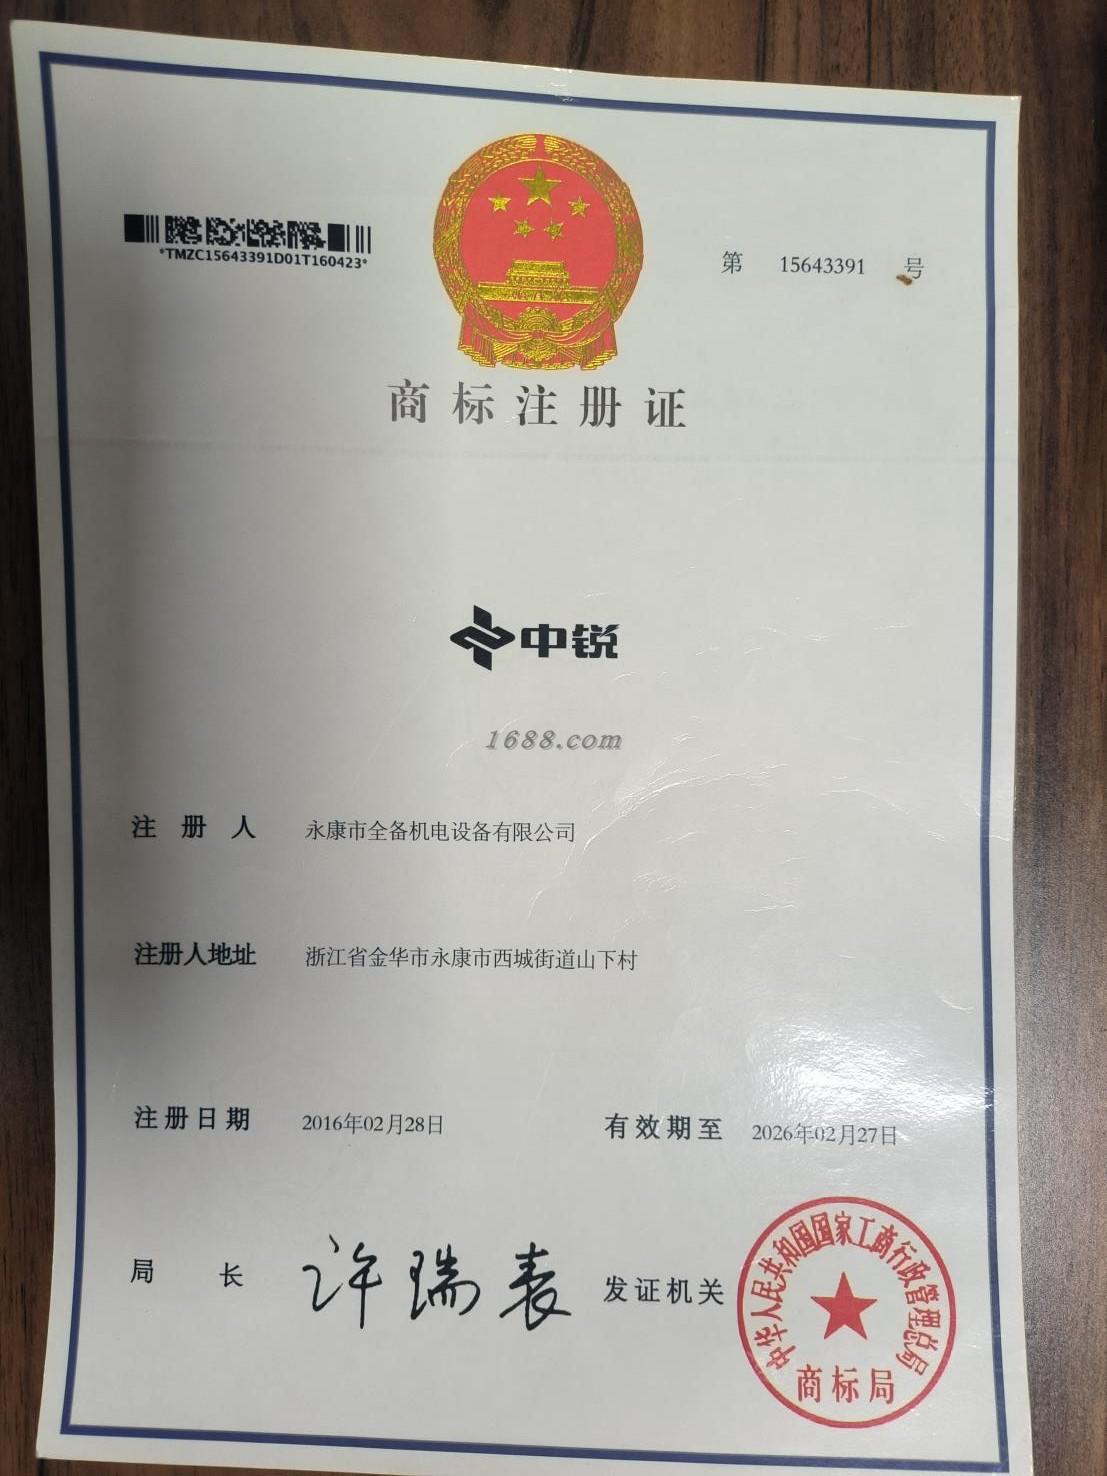 *TMZC15643391D01T160423*
第 15643391 号
商标注册证
中锐
1688.com
注册人 永康市全备机电设备有限公司
注册人地址 浙江省金华市永康市西城街道山下村
注册日期 2016年02月28日 有效期至 2026年02月27日
局长 许瑞表 发证机关
中华人民共和国国家工商行政管理总局
商标局